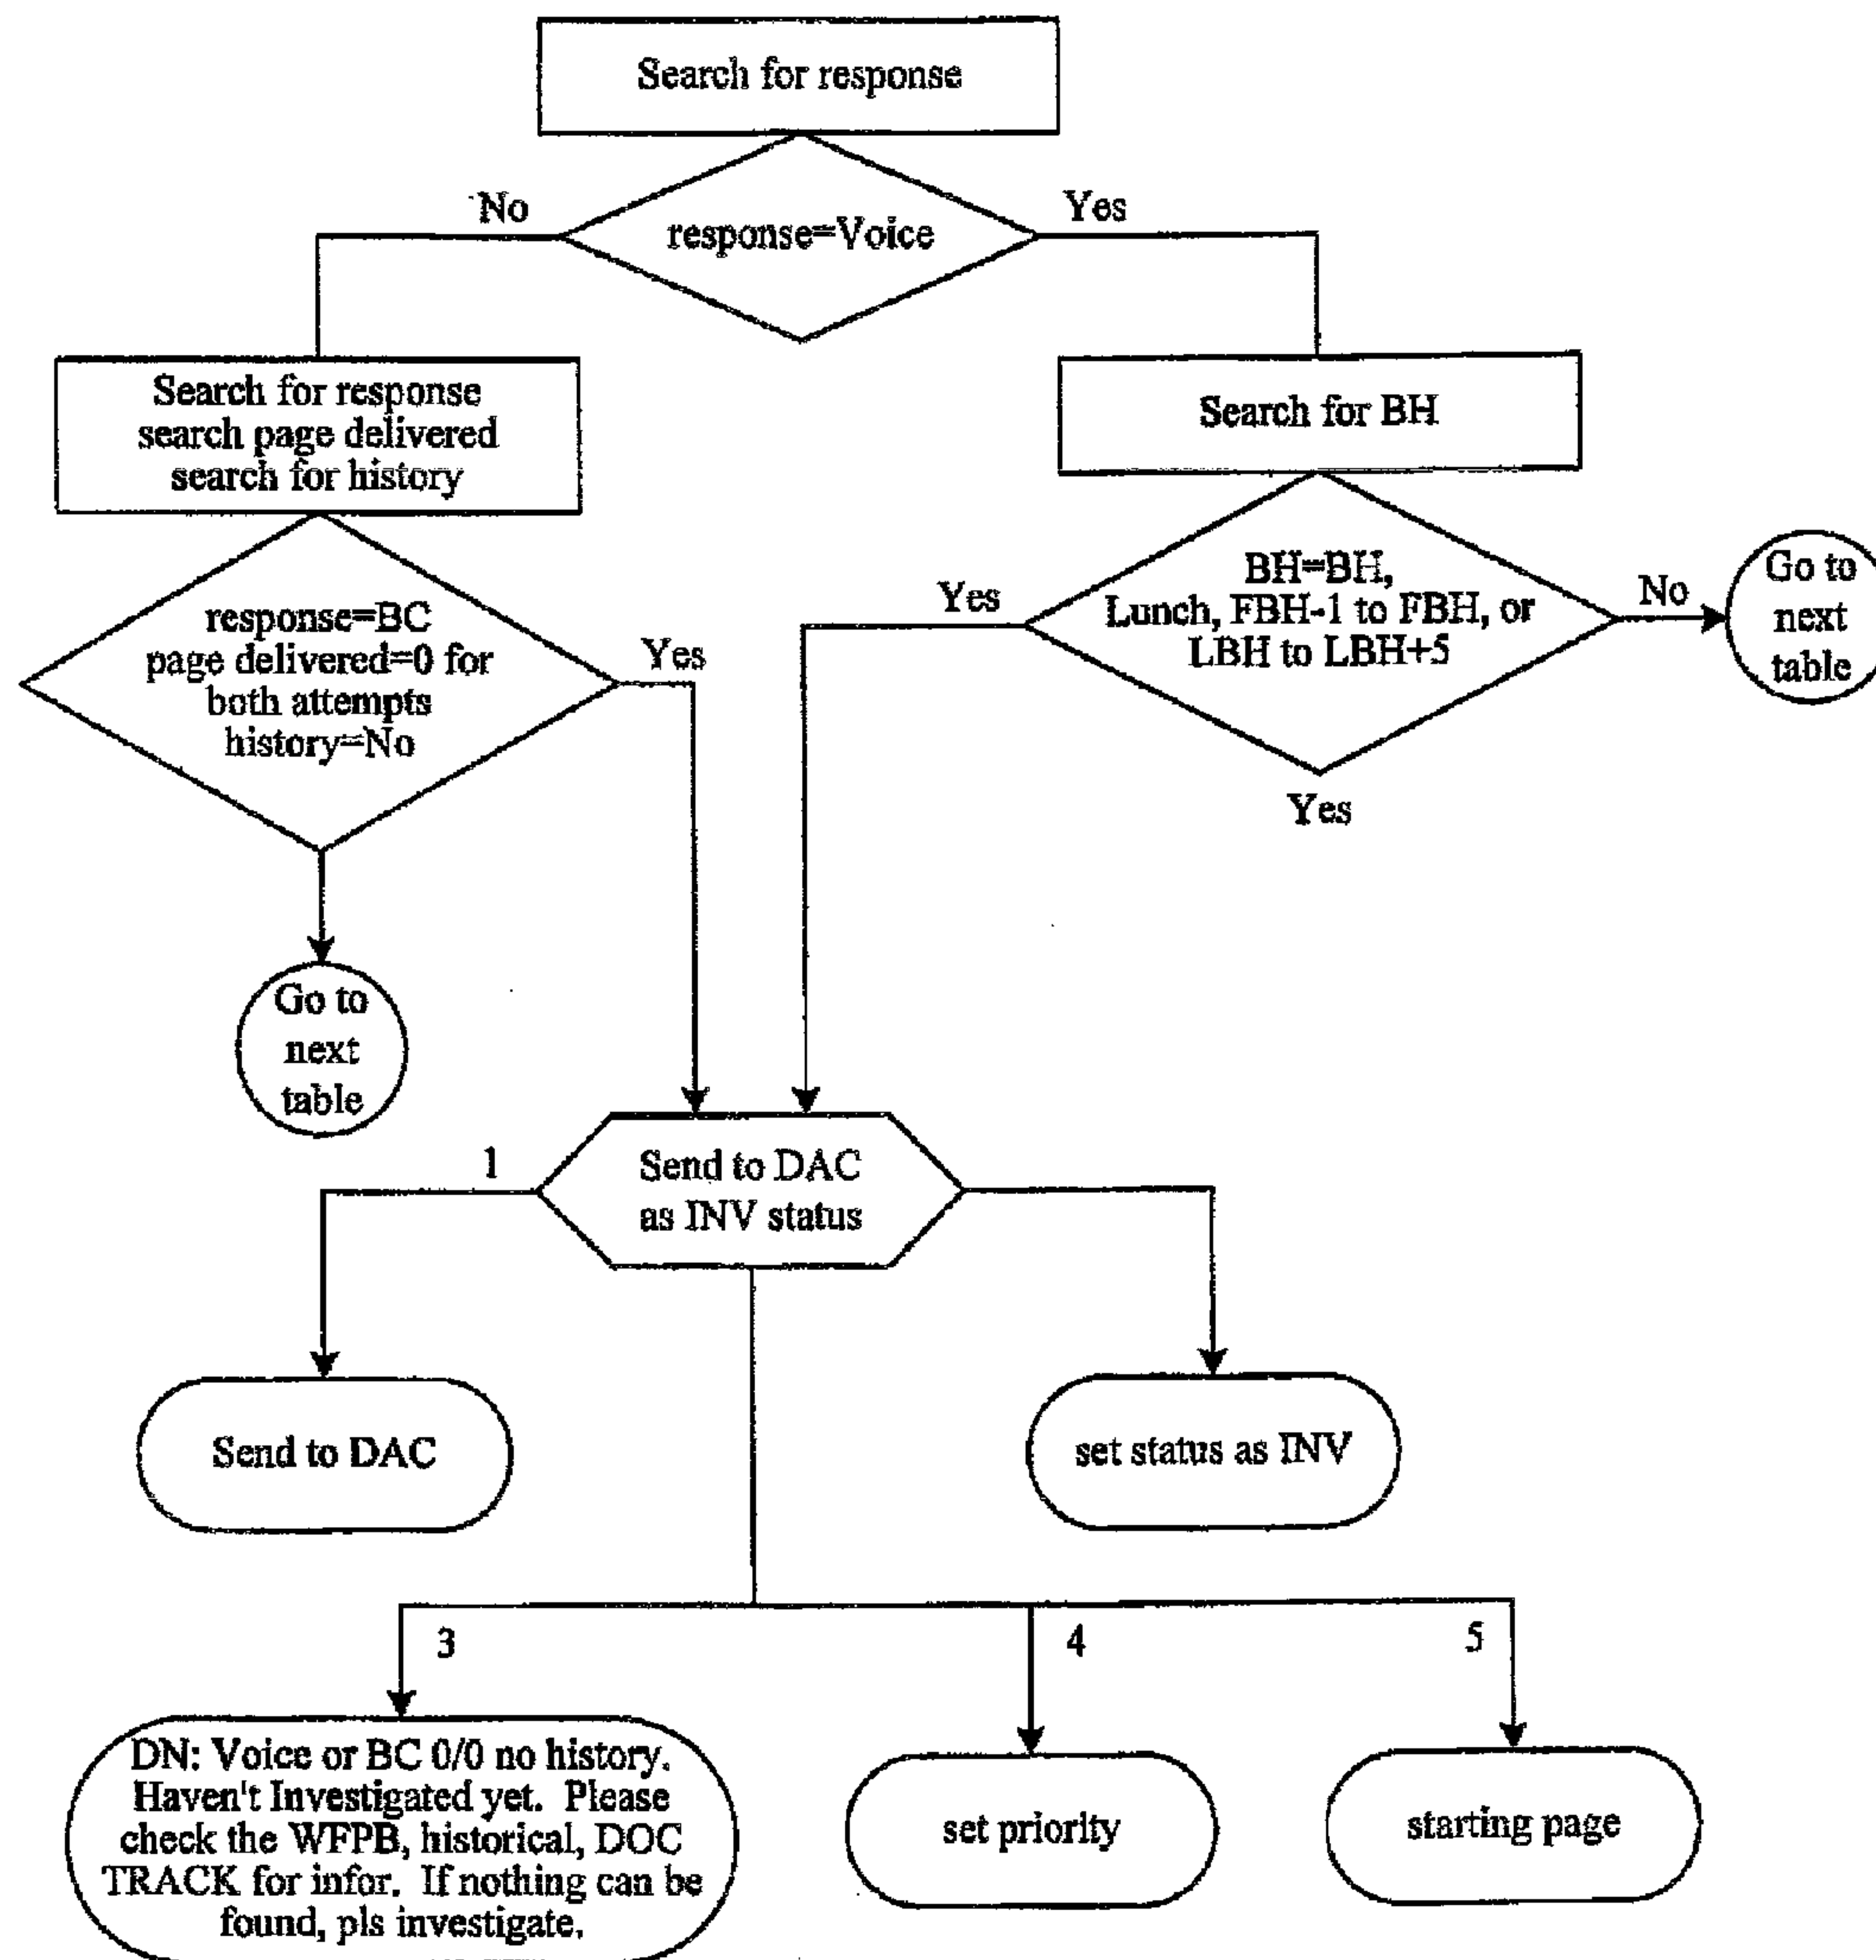 Search for response
No
Yes
response=Voice
Search for response
search page delivered
search for history
Search for BH
response=BC
page delivered=0 for
both attempts
history=No
Yes
Yes
BH=BH,
Lunch, FBH-1 to FBH, or
LBH to LBH+5
No
Go to
next
table
Yes
Go to
next
table
1
Send to DAC
as INV status
Send to DAC
set status as INV
3
4
5
DN: Voice or BC 0/0 no history.
Haven't Investigated yet. Please
check the WFPB, historical, DOC
TRACK for infor. If nothing can be
found, pls investigate.
set priority
starting page